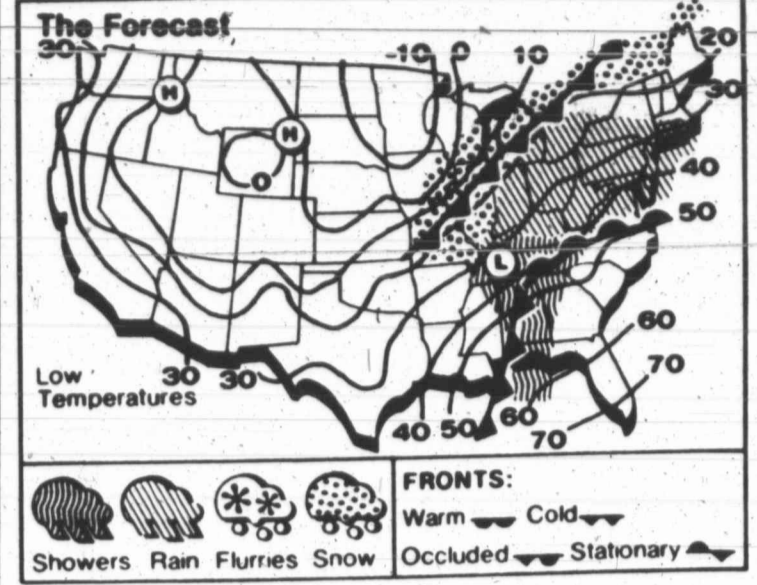 The Forecast
30 -10 0 10 20
30
H
H
0
40
50
L
60
70
Low
Temperatures
30 30
40 50 60 70
Showers Rain Flurries Snow
FRONTS:
Warm Cold
Occluded Stationary